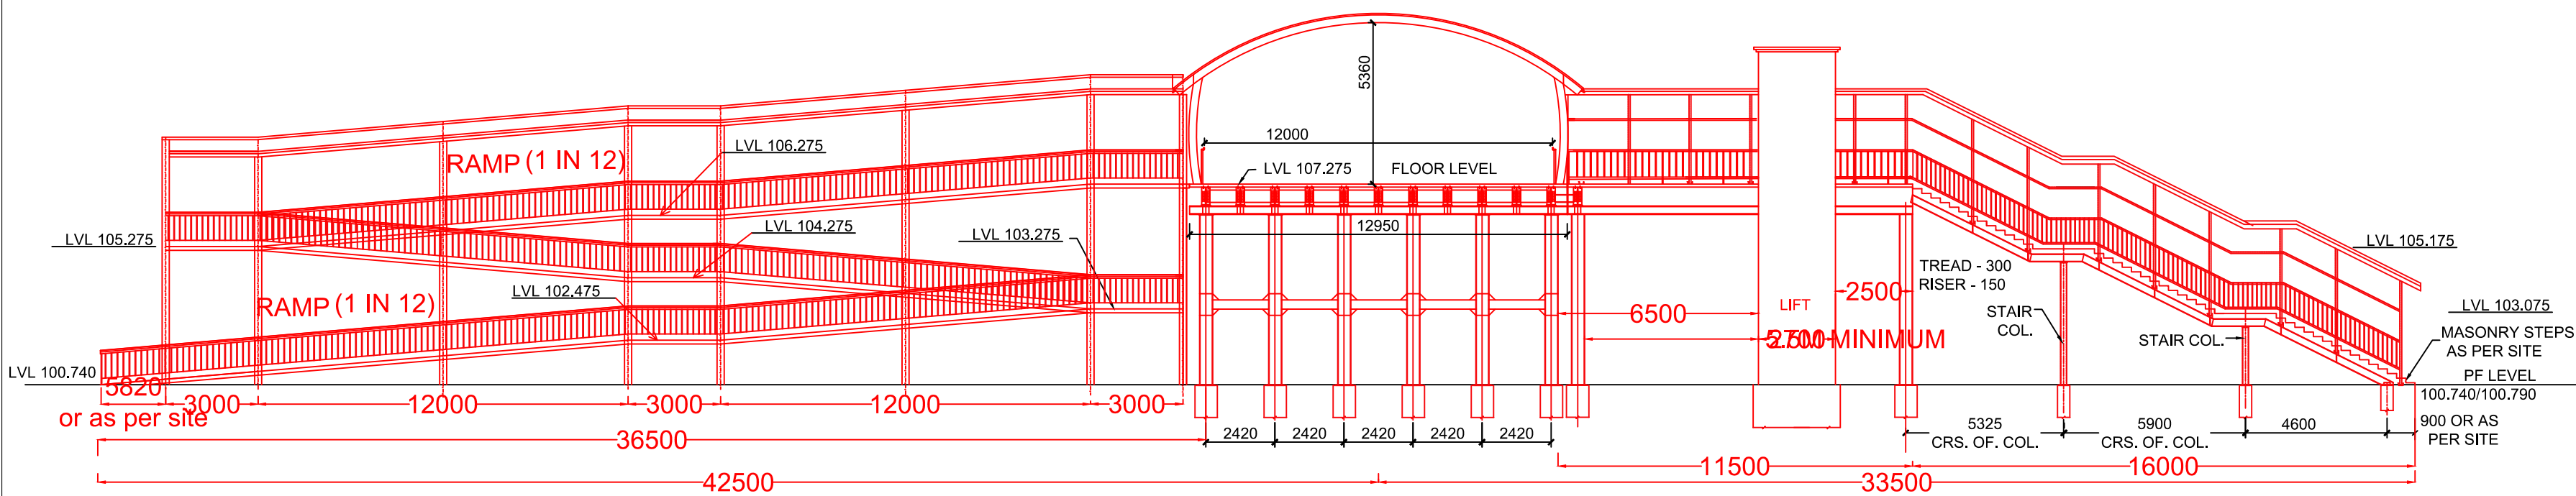 5360
12000
RAMP (1 IN 12)
LVL 106.275
LVL 107.275
FLOOR LEVEL
LVL 105.275
LVL 104.275
LVL 103.275
12950
LVL 105.175
TREAD - 300
RISER - 150
RAMP (1 IN 12)
LVL 102.475
2500
LIFT
6500
STAIR
COL.
STAIR COL.
LVL 103.075
MASONRY STEPS
AS PER SITE
MINIMUM
PF LEVEL
100.740/100.790
LVL 100.740
5820
or as per site
3000
12000
3000
12000
3000
36500
2420
2420
2420
2420
2420
5325
CRS. OF. COL.
5900
CRS. OF. COL.
4600
900 OR AS
PER SITE
11500
16000
42500
33500